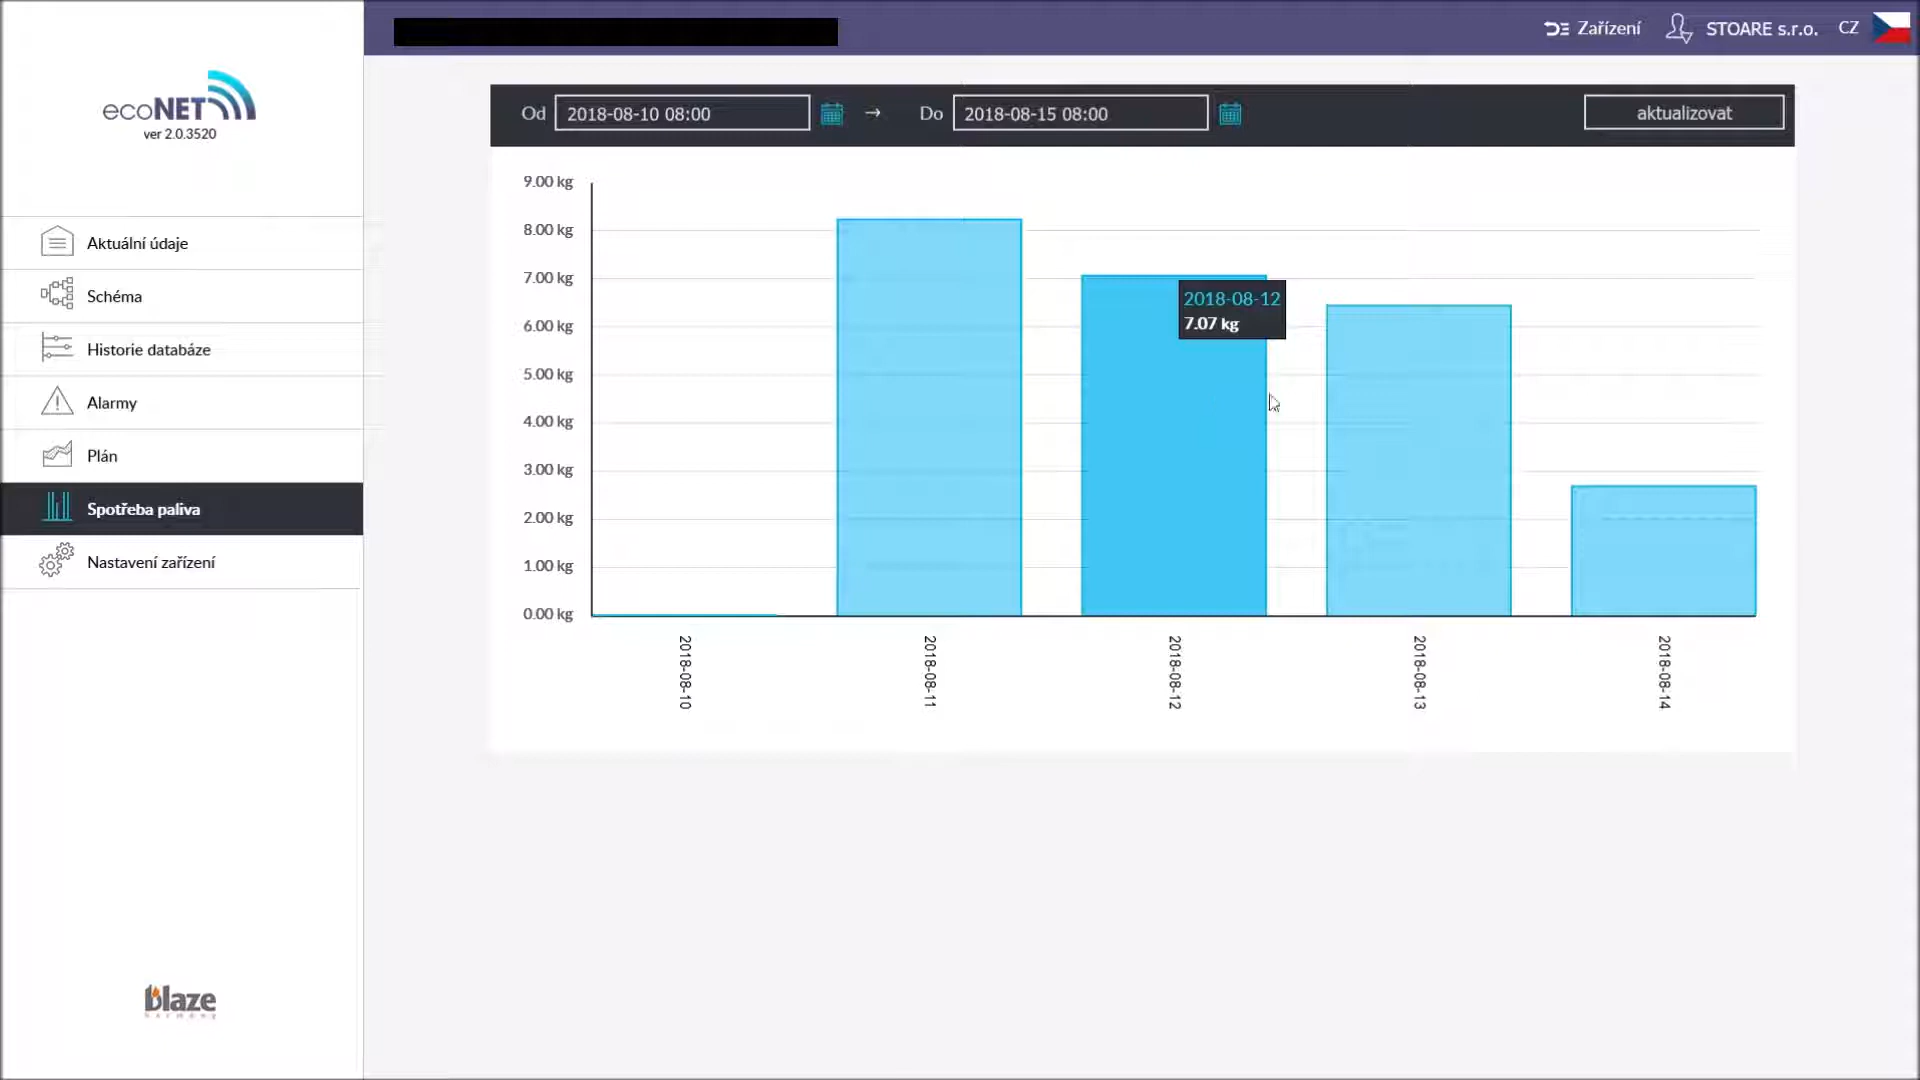 Zařízení
STOARE s.r.o.
CZ
ecoNET
ver 2.0.3520
Od 2018-08-10 08:00 → Do 2018-08-15 08:00 aktualizovat
Aktuální údaje
Schéma
Historie databáze
Alarmy
Plán
Spotřeba paliva
Nastavení zařízení
blaze
harmony
9.00 kg
8.00 kg
7.00 kg
6.00 kg
5.00 kg
4.00 kg
3.00 kg
2.00 kg
1.00 kg
0.00 kg
2018-08-12
7.07 kg
2018-08-10
2018-08-11
2018-08-12
2018-08-13
2018-08-14